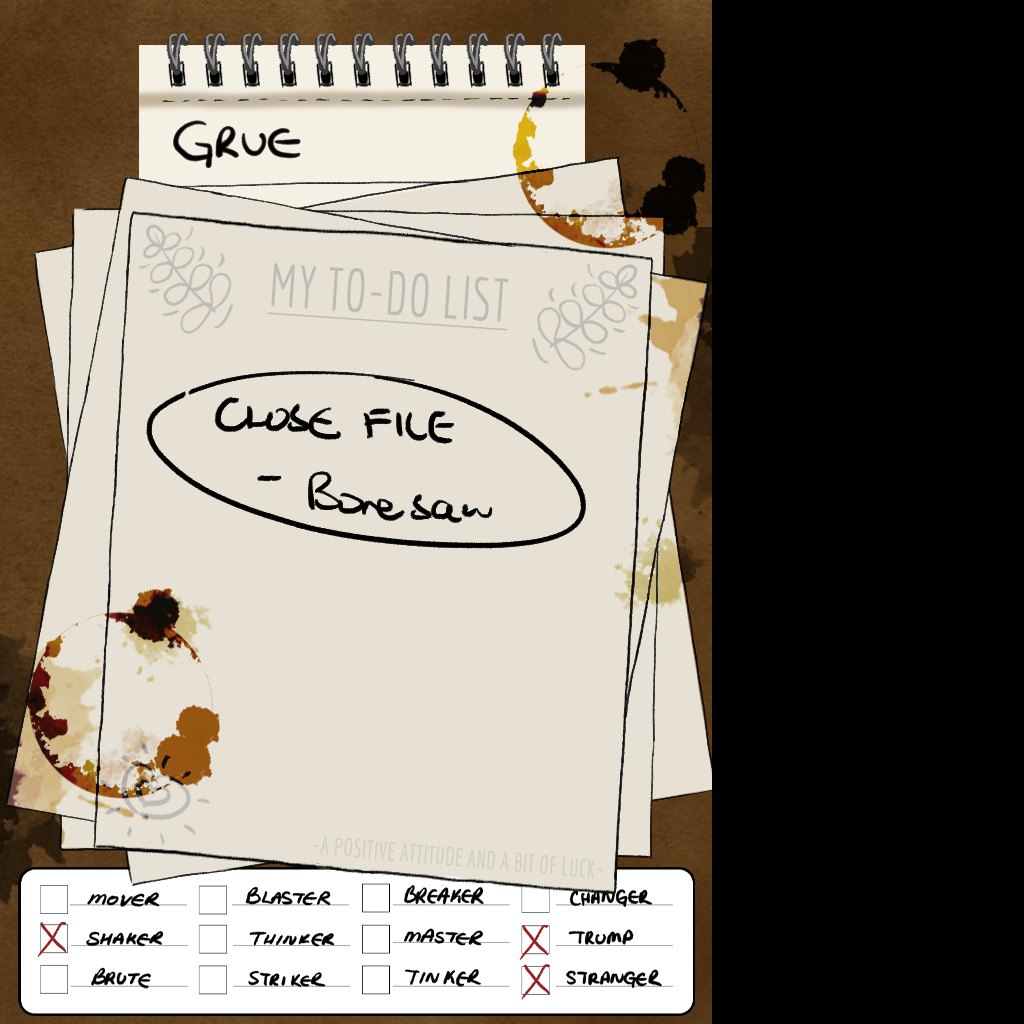 GRUE
MY TO-DO LIST
CLOSE FILE
- Bonesaw
-A POSITIVE ATTITUDE AND A BIT OF LUCK-
MOVER BLASTER BREAKER CHANGER
SHAKER THINKER MASTER TRUMP
BRUTE STRIKER TINKER STRANGER